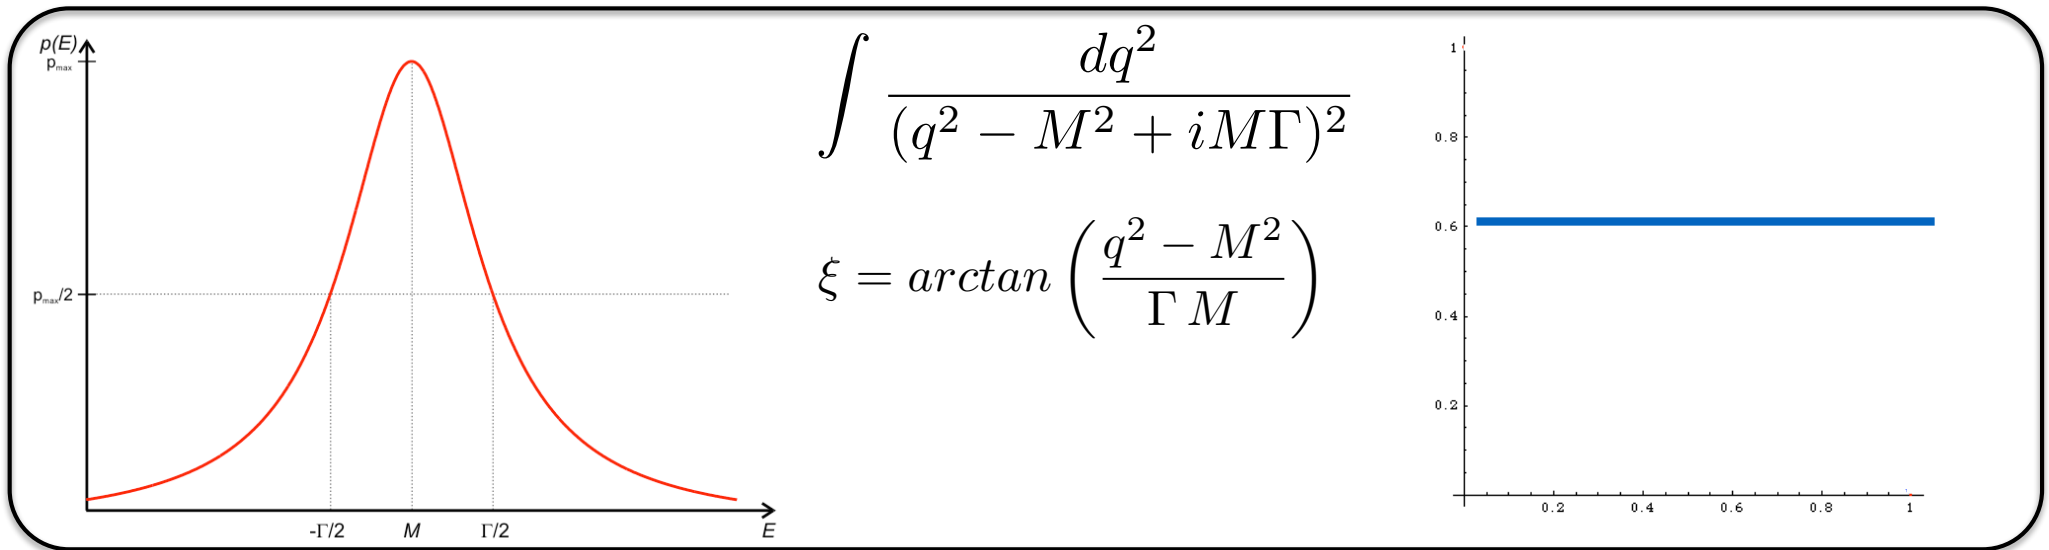 p(E)
pmax
pmax/2
-Γ/2 M Γ/2 E
∫ dq² / (q² − M² + iMΓ)²
ξ = arctan ( (q² − M²) / (Γ M) )
1
0.8
0.6
0.4
0.2
0.2 0.4 0.6 0.8 1